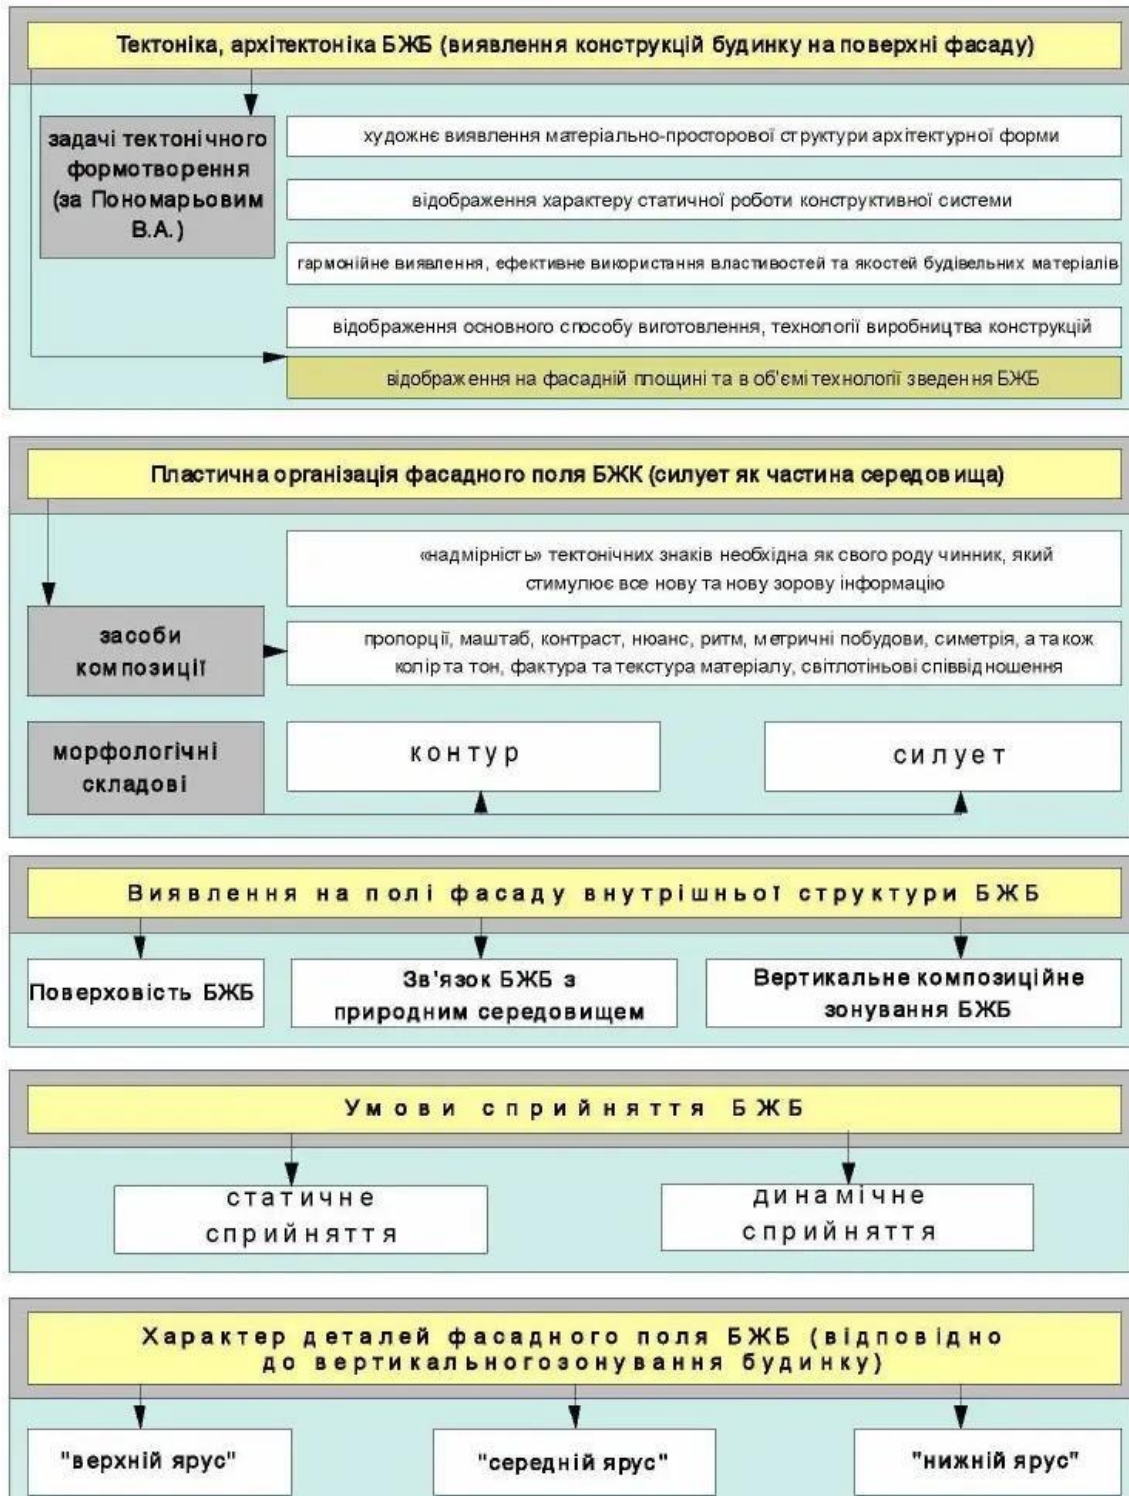 Тектоніка, архітектоніка БЖБ (виявлення конструкцій будинку на поверхні фасаду)
задачі тектонічного
формотворення
(за Пономарьовим
В.А.)
художнє виявлення матеріально-просторової структури архітектурної форми
відображення характеру статичної роботи конструктивної системи
гармонійне виявлення, ефективне використання властивостей та якостей будівельних матеріалів
відображення основного способу виготовлення, технології виробництва конструкцій
відображення на фасадній площині та в об'ємі технології зведення БЖБ
Пластична організація фасадного поля БЖК (силует як частина середовища)
«надмірність» тектонічних знаків необхідна як свого роду чинник, який
стимулює все нову та нову зорову інформацію
засоби
композиції
пропорції, маштаб, контраст, нюанс, ритм, метричні побудови, симетрія, а також
колір та тон, фактура та текстура матеріалу, світлотіньові співвідношення
морфологічні
складові
контур
силует
Виявлення на полі фасаду внутрішньої структури БЖБ
Поверховість БЖБ
Зв'язок БЖБ з
природним середовищем
Вертикальне композиційне
зонування БЖБ
Умови сприйняття БЖБ
статичне
сприйняття
динамічне
сприйняття
Характер деталей фасадного поля БЖБ (відповідно
до вертикальногозонування будинку)
"верхній ярус"
"середній ярус"
"нижній ярус"